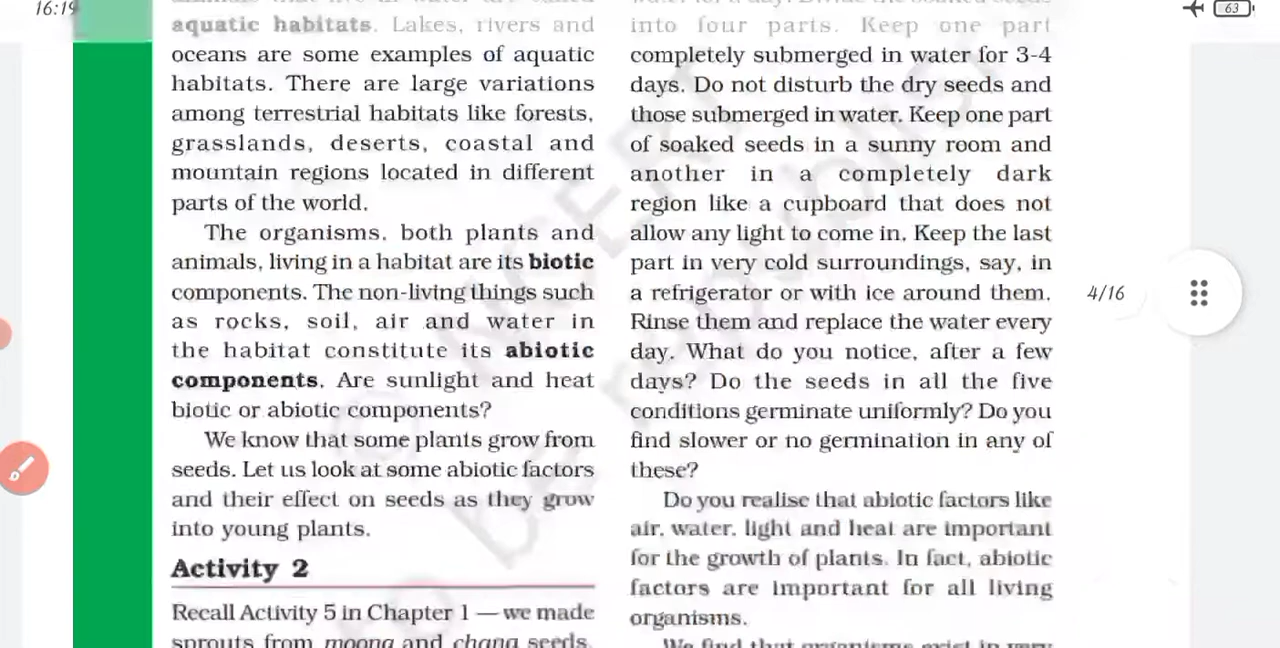 16:19
63
aquatic habitats. Lakes, rivers and
oceans are some examples of aquatic
habitats. There are large variations
among terrestrial habitats like forests,
grasslands, deserts, coastal and
mountain regions located in different
parts of the world.
The organisms, both plants and
animals, living in a habitat are its biotic
components. The non-living things such
as rocks, soil, air and water in
the habitat constitute its abiotic
components. Are sunlight and heat
biotic or abiotic components?
We know that some plants grow from
seeds. Let us look at some abiotic factors
and their effect on seeds as they grow
into young plants.
Activity 2
Recall Activity 5 in Chapter 1 — we made
sprouts from moong and chana seeds.
into four parts. Keep one part
completely submerged in water for 3-4
days. Do not disturb the dry seeds and
those submerged in water. Keep one part
of soaked seeds in a sunny room and
another in a completely dark
region like a cupboard that does not
allow any light to come in. Keep the last
part in very cold surroundings, say, in
a refrigerator or with ice around them.
Rinse them and replace the water every
day. What do you notice, after a few
days? Do the seeds in all the five
conditions germinate uniformly? Do you
find slower or no germination in any of
these?
Do you realise that abiotic factors like
air, water, light and heat are important
for the growth of plants. In fact, abiotic
factors are important for all living
organisms.
We find that organisms exist in very
4/16